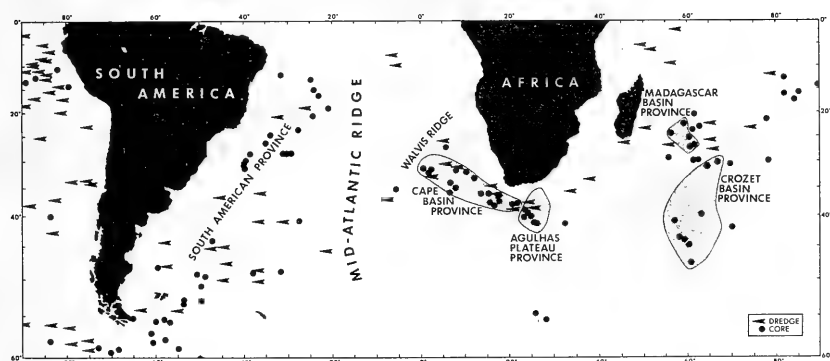 80° 60° 40° 20° 0° 20° 40° 60° 80°
0° 0°
SOUTH
AMERICA
AFRICA
MADAGASCAR
BASIN
PROVINCE
20° 20°
SOUTH AMERICAN PROVINCE
MID-ATLANTIC RIDGE
WALVIS RIDGE
CAPE
BASIN
PROVINCE
CROZET
BASIN
PROVINCE
40° 40°
AGULHAS
PLATEAU
PROVINCE
DREDGE
CORE
60°